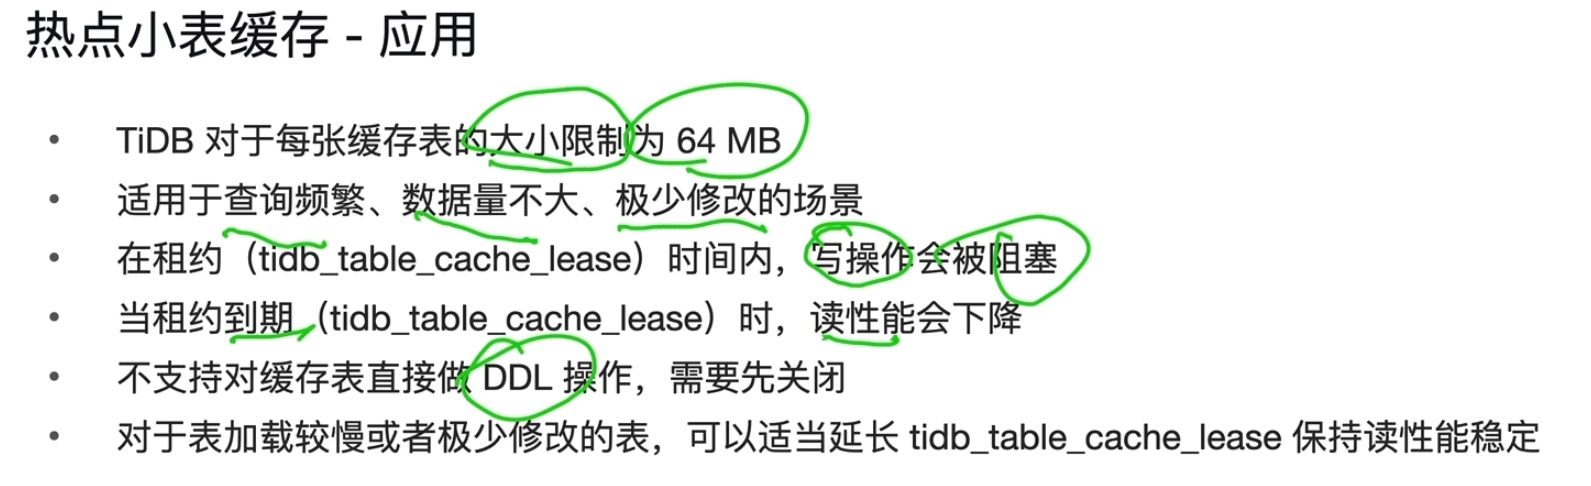 热点小表缓存 - 应用
• TiDB 对于每张缓存表的大小限制为 64 MB
• 适用于查询频繁、数据量不大、极少修改的场景
• 在租约（tidb_table_cache_lease）时间内，写操作会被阻塞
• 当租约到期（tidb_table_cache_lease）时，读性能会下降
• 不支持对缓存表直接做 DDL 操作，需要先关闭
• 对于表加载较慢或者极少修改的表，可以适当延长 tidb_table_cache_lease 保持读性能稳定